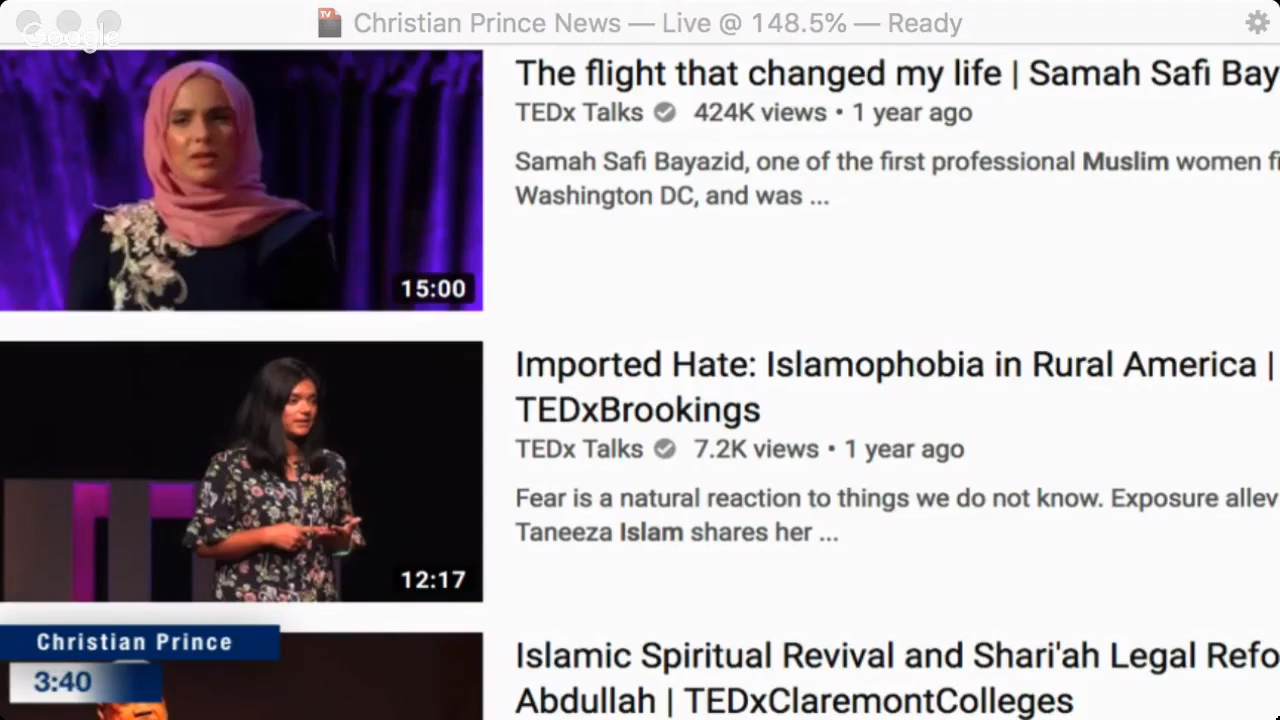 Christian Prince News — Live @ 148.5% — Ready
Google
TV
The flight that changed my life | Samah Safi Bay
TEDx Talks 424K views • 1 year ago
Samah Safi Bayazid, one of the first professional Muslim women fi
Washington DC, and was ...
15:00
Imported Hate: Islamophobia in Rural America |
TEDxBrookings
TEDx Talks 7.2K views • 1 year ago
Fear is a natural reaction to things we do not know. Exposure allev
Taneeza Islam shares her ...
12:17
Christian Prince
3:40
Islamic Spiritual Revival and Shari'ah Legal Refo
Abdullah | TEDxClaremontColleges